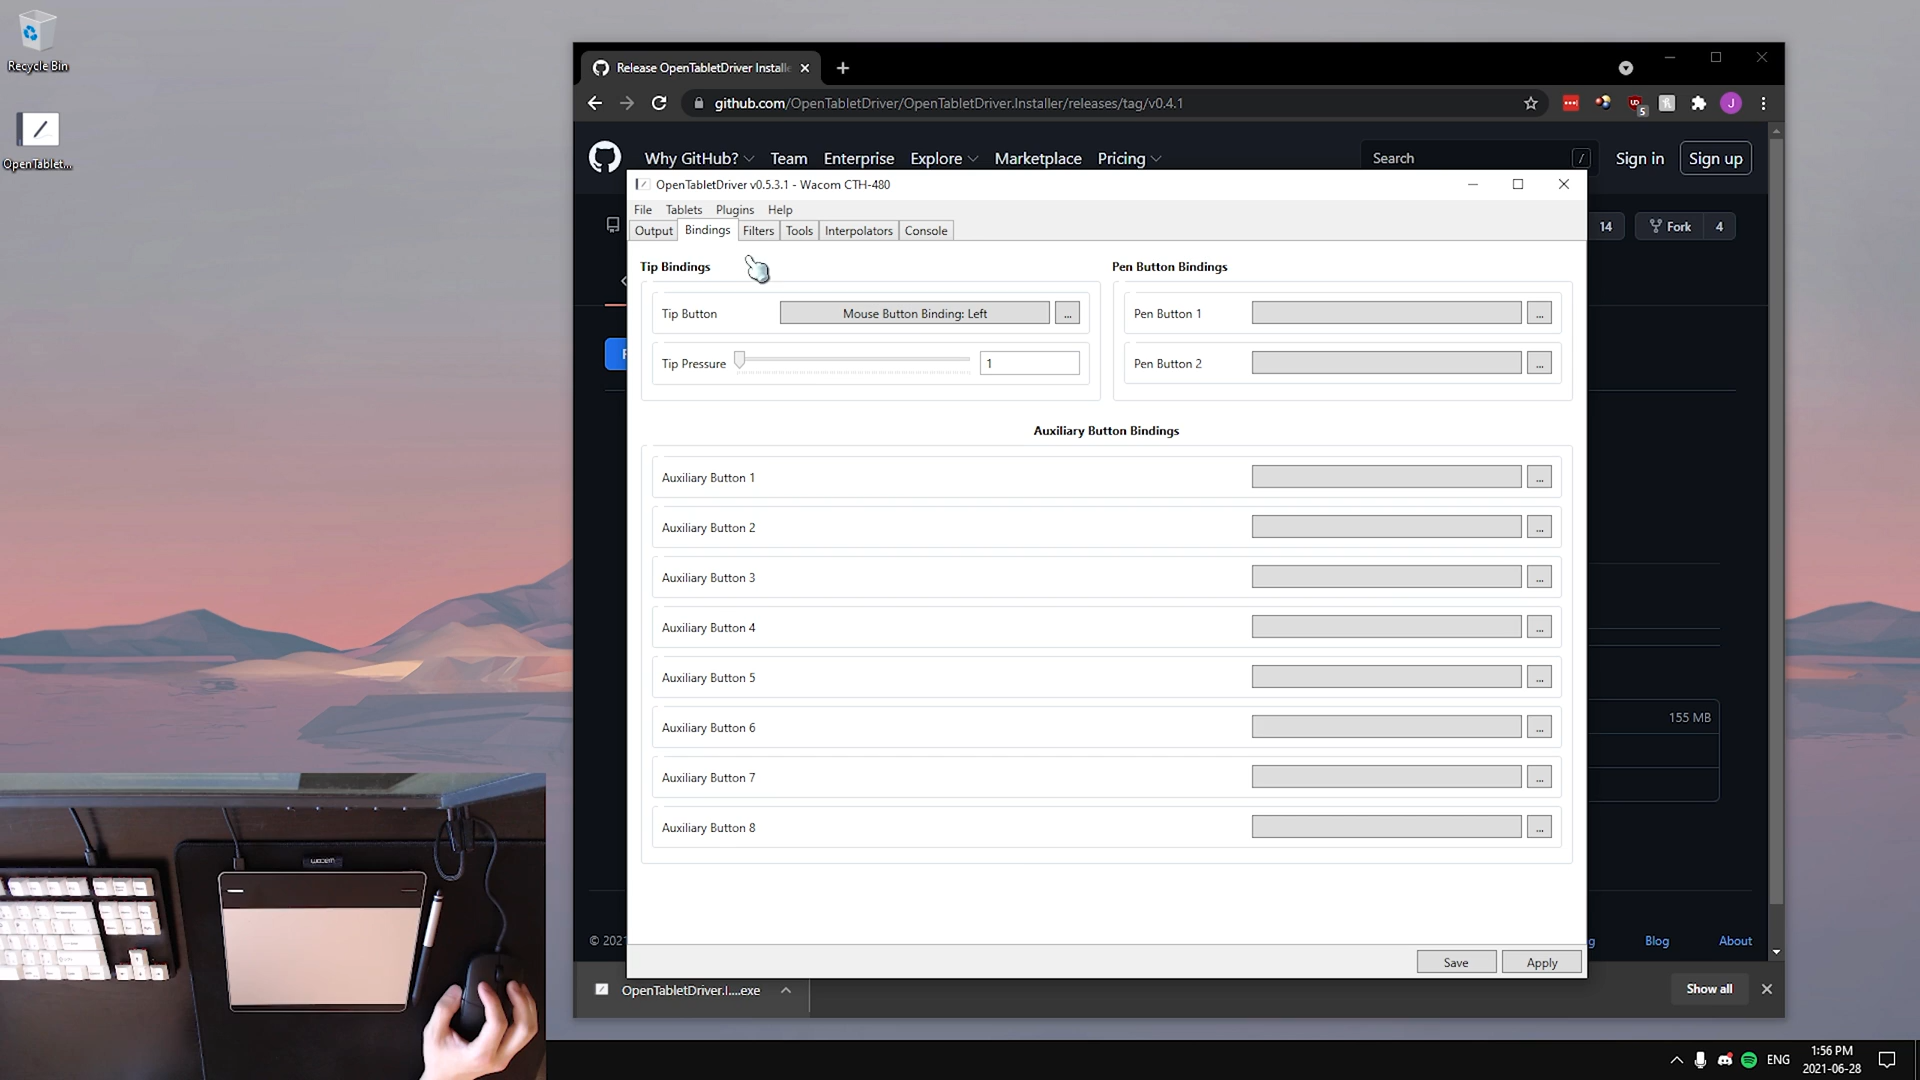 Recycle Bin
OpenTablet...
Release OpenTabletDriver Install
github.com/OpenTabletDriver/OpenTabletDriver.Installer/releases/tag/v0.4.1
5
J
Why GitHub?
Team
Enterprise
Explore
Marketplace
Pricing
Search
/
Sign in
Sign up
14
Fork
4
OpenTabletDriver v0.5.3.1 - Wacom CTH-480
File Tablets Plugins Help
Output Bindings Filters Tools Interpolators Console
Tip Bindings
Tip Button
Mouse Button Binding: Left
...
Tip Pressure
1
Pen Button Bindings
Pen Button 1
...
Pen Button 2
...
Auxiliary Button Bindings
Auxiliary Button 1
...
Auxiliary Button 2
...
Auxiliary Button 3
...
Auxiliary Button 4
...
Auxiliary Button 5
...
Auxiliary Button 6
...
Auxiliary Button 7
...
Auxiliary Button 8
...
155 MB
© 2021
g
Blog
About
Save
Apply
OpenTabletDriver.I....exe
Show all
wacom
ENG
1:56 PM
2021-06-28